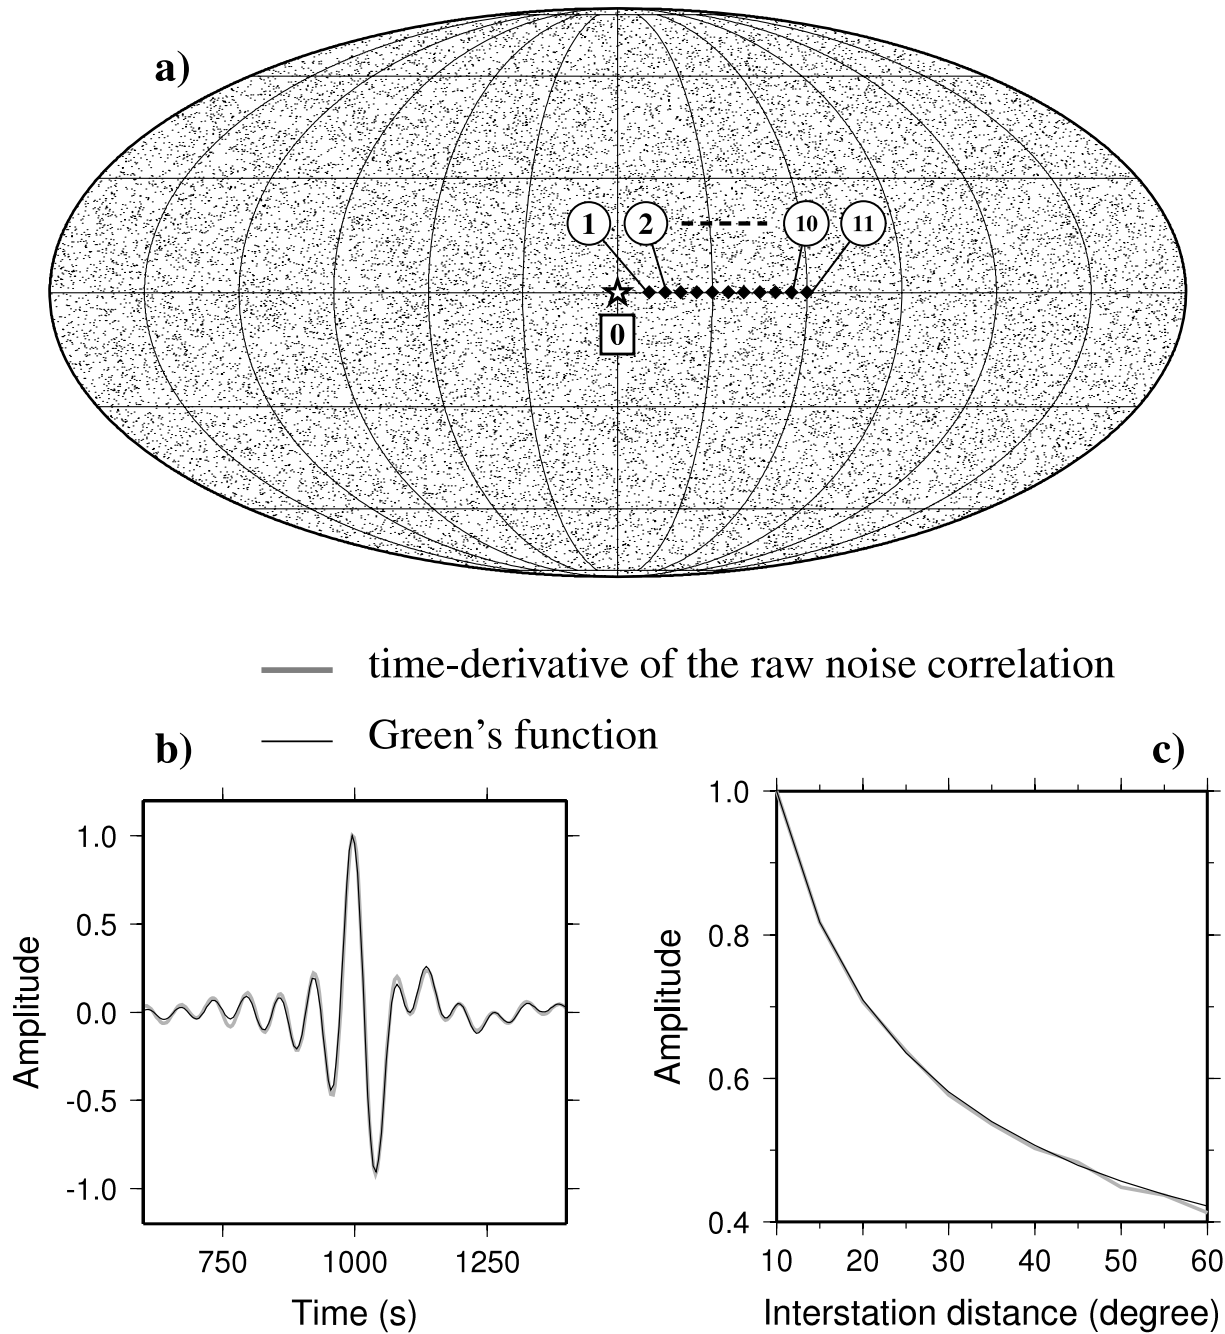 a)
1 2 10 11
0
time-derivative of the raw noise correlation
Green's function
b)
1.0
0.5
0.0
-0.5
-1.0
Amplitude
750 1000 1250
Time (s)
c)
1.0
0.8
0.6
0.4
Amplitude
10 20 30 40 50 60
Interstation distance (degree)